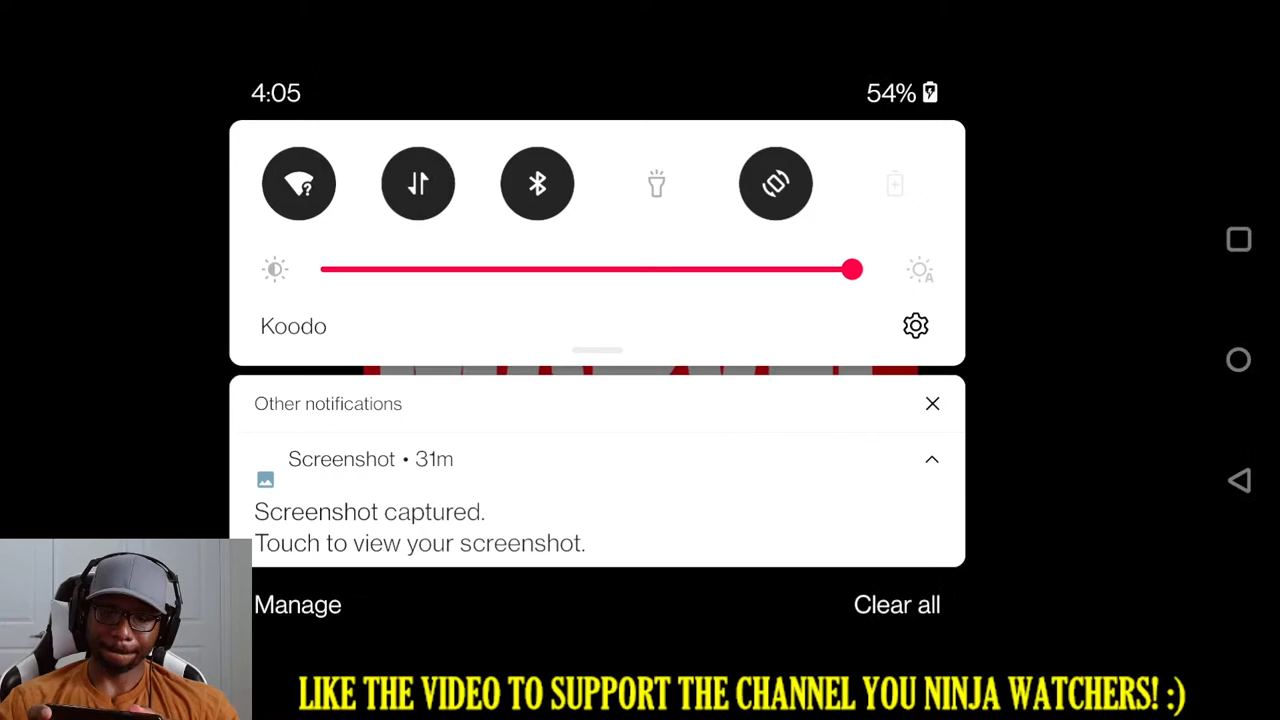 4:05
54%
Koodo
Other notifications
Screenshot • 31m
Screenshot captured.
Touch to view your screenshot.
Manage
Clear all
LIKE THE VIDEO TO SUPPORT THE CHANNEL YOU NINJA WATCHERS! :)